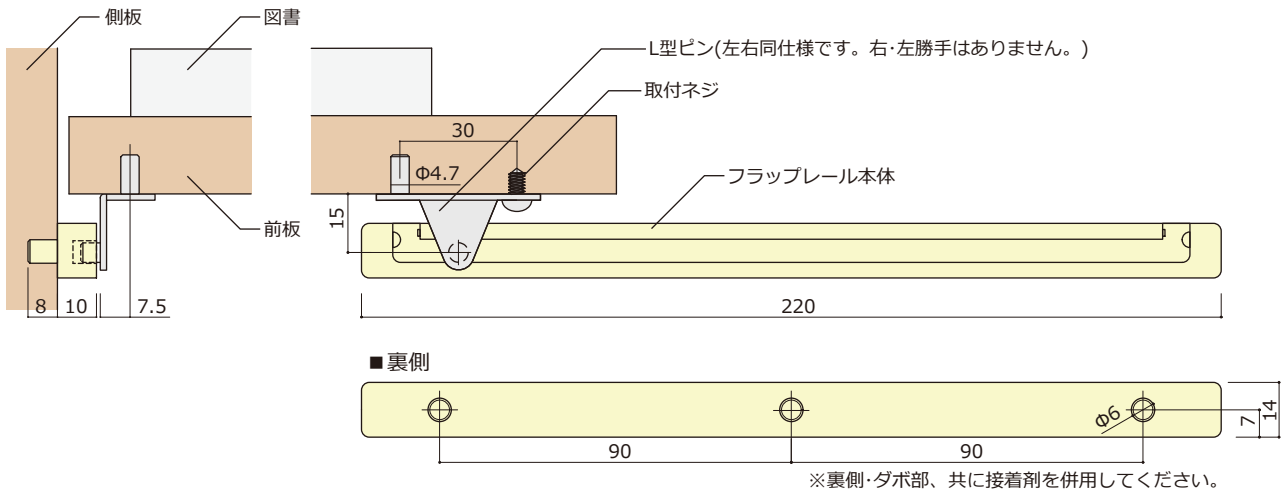 側板
図書
L型ピン(左右同仕様です。右・左勝手はありません。)
取付ネジ
30
Φ4.7
フラップレール本体
15
前板
8
10
7.5
220
■裏側
Φ6
7
14
90
90
※裏側・ダボ部、共に接着剤を併用してください。